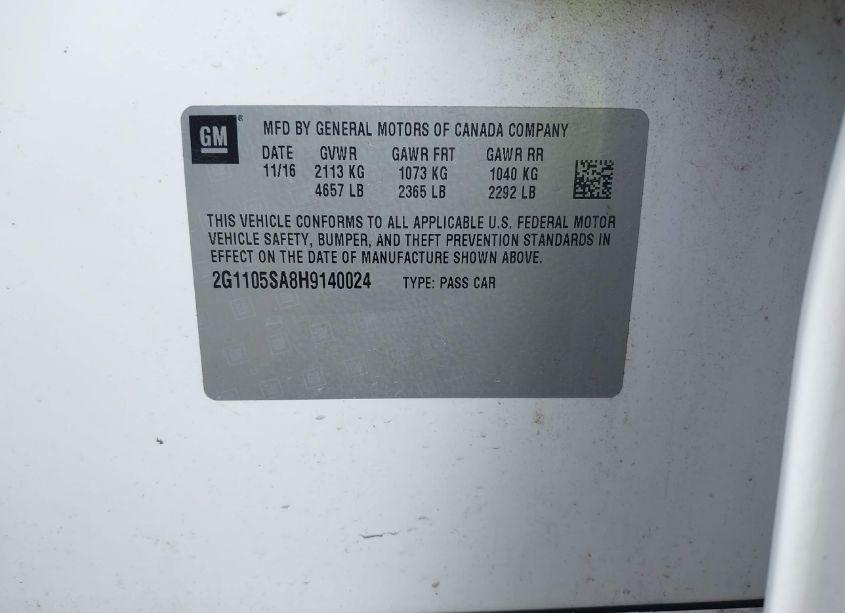 GM ®
MFD BY GENERAL MOTORS OF CANADA COMPANY
DATE GVWR GAWR FRT GAWR RR
11/16 2113 KG 1073 KG 1040 KG
4657 LB 2365 LB 2292 LB
THIS VEHICLE CONFORMS TO ALL APPLICABLE U.S. FEDERAL MOTOR
VEHICLE SAFETY, BUMPER, AND THEFT PREVENTION STANDARDS IN
EFFECT ON THE DATE OF MANUFACTURE SHOWN ABOVE.
2G1105SA8H9140024 TYPE: PASS CAR